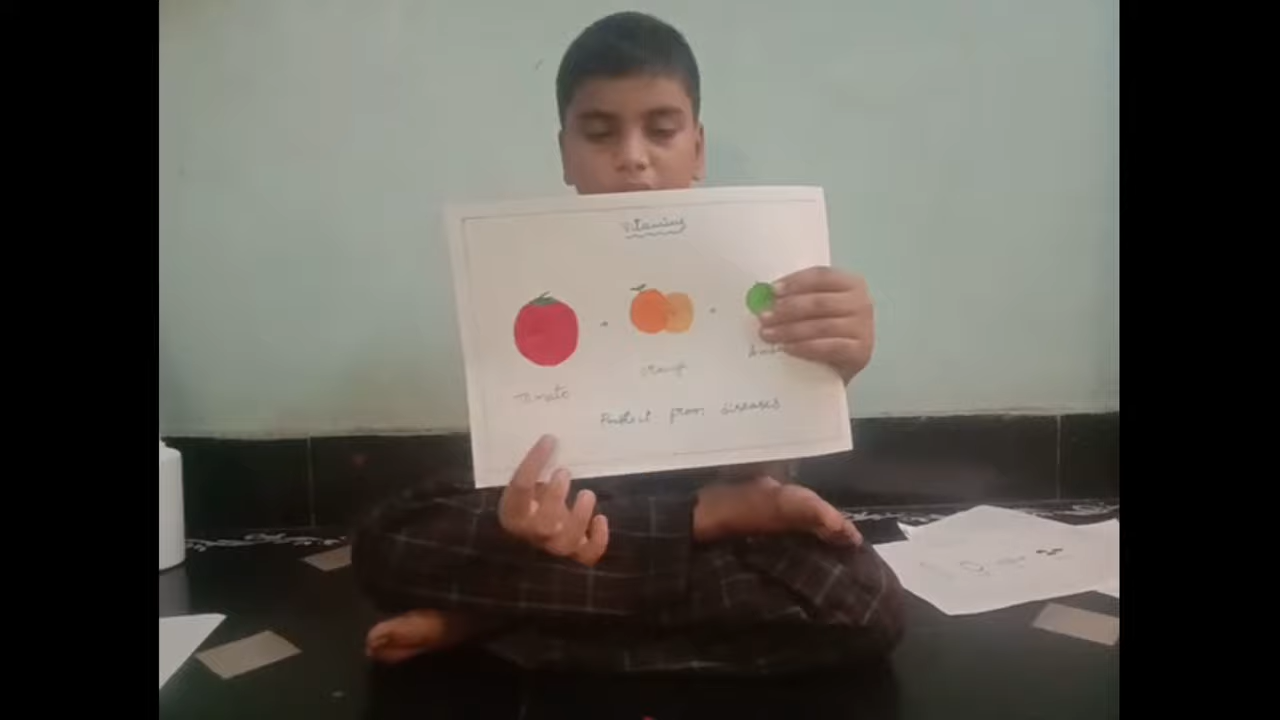 Vitamins
Orange
Tomato
Protect from diseases